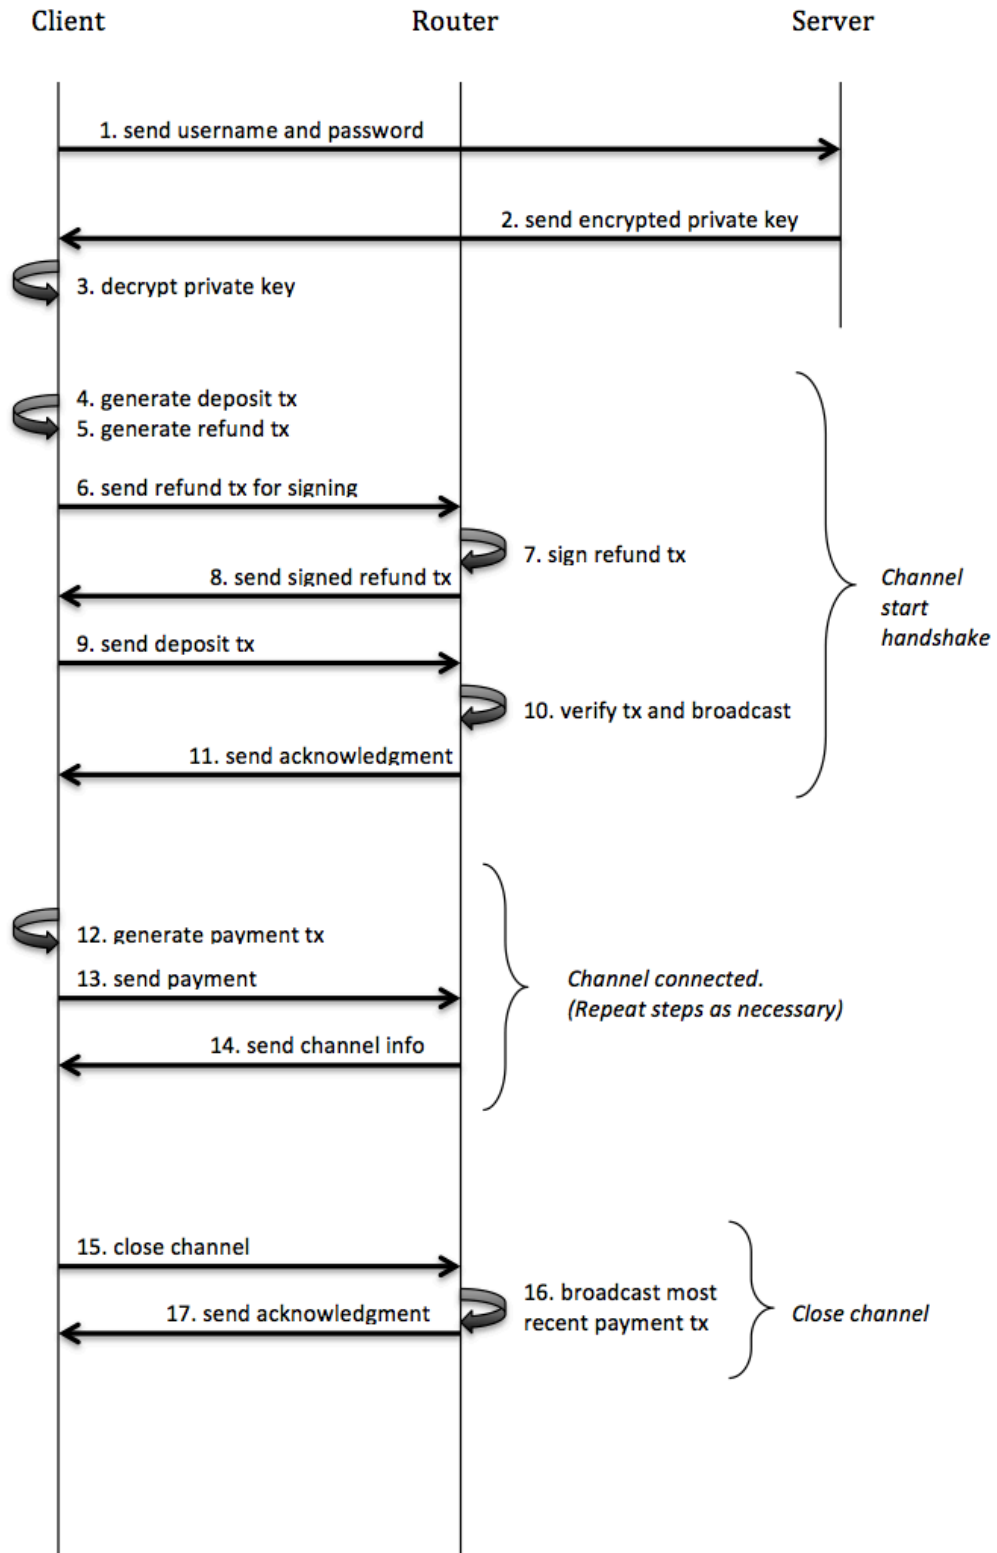 Client
Router
Server
1. send username and password
2. send encrypted private key
3. decrypt private key
4. generate deposit tx
5. generate refund tx
6. send refund tx for signing
7. sign refund tx
8. send signed refund tx
Channel
start
handshake
9. send deposit tx
10. verify tx and broadcast
11. send acknowledgment
12. generate payment tx
13. send payment
Channel connected.
(Repeat steps as necessary)
14. send channel info
15. close channel
16. broadcast most
recent payment tx
17. send acknowledgment
Close channel